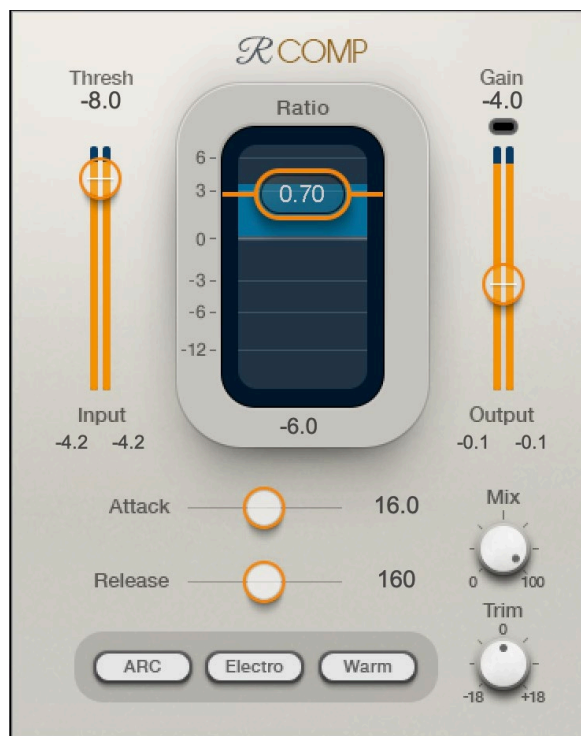 R COMP
Thresh
-8.0
Gain
-4.0
Ratio
6
3
0
-3
-6
-12
0.70
-6.0
Input
-4.2 -4.2
Output
-0.1 -0.1
Attack 16.0
Mix
0 100
Release 160
Trim
0
-18 +18
ARC Electro Warm